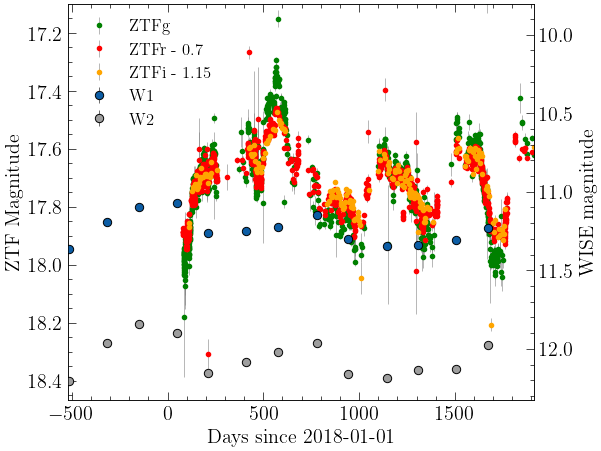 ZTFg
ZTFr - 0.7
ZTFi - 1.15
W1
W2
17.2
17.4
17.6
17.8
18.0
18.2
18.4
ZTF Magnitude
10.0
10.5
11.0
11.5
12.0
WISE magnitude
−500
0
500
1000
1500
Days since 2018-01-01